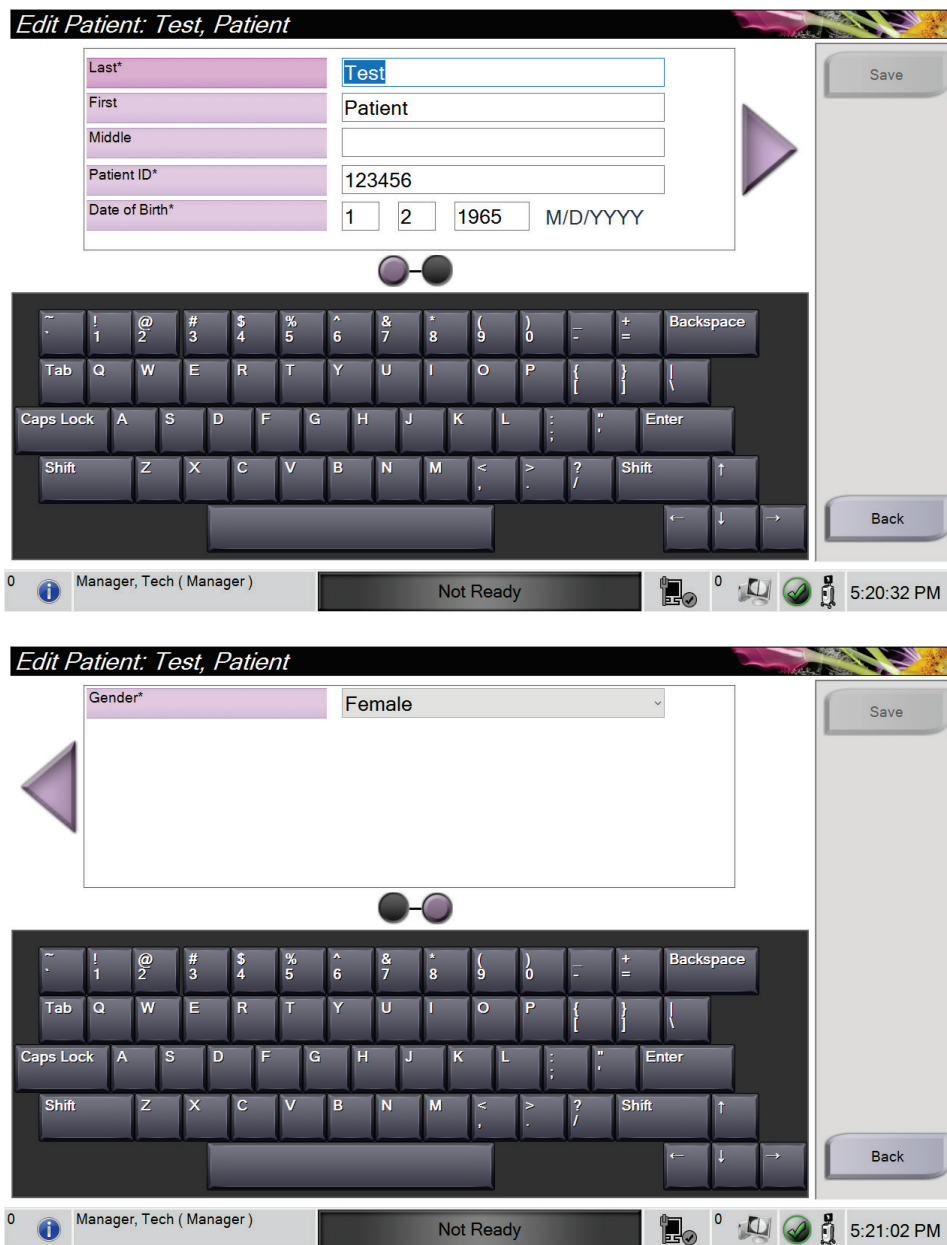 Edit Patient: Test, Patient
Last* Test
Save
First Patient
Middle
Patient ID* 123456
Date of Birth* 1 2 1965 M/D/YYYY
~ ` ! 1 @ 2 # 3 $ 4 % 5 ^ 6 & 7 * 8 ( 9 ) 0 _ - + = Backspace
Tab Q W E R T Y U I O P { [ } ] | \
Caps Lock A S D F G H J K L : ; " ' Enter
Shift Z X C V B N M < , > . ? / Shift ↑
← ↓ →
Back
0 Manager, Tech ( Manager ) Not Ready 0 5:20:32 PM
Edit Patient: Test, Patient
Gender* Female
Save
~ ` ! 1 @ 2 # 3 $ 4 % 5 ^ 6 & 7 * 8 ( 9 ) 0 _ - + = Backspace
Tab Q W E R T Y U I O P { [ } ] | \
Caps Lock A S D F G H J K L : ; " ' Enter
Shift Z X C V B N M < , > . ? / Shift ↑
← ↓ →
Back
0 Manager, Tech ( Manager ) Not Ready 0 5:21:02 PM